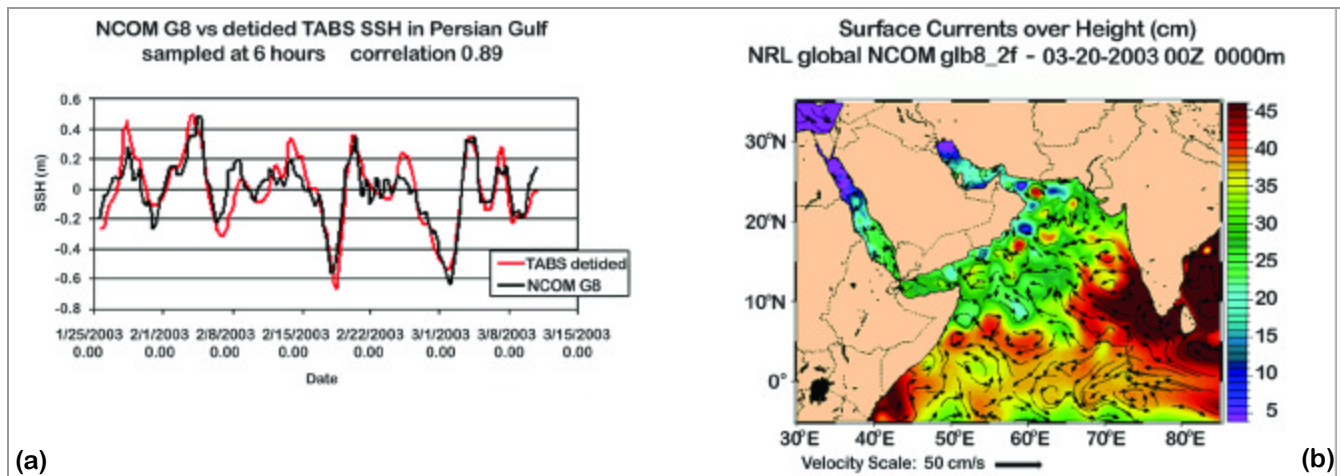 NCOM G8 vs detided TABS SSH in Persian Gulf
sampled at 6 hours correlation 0.89
0.6
0.4
0.2
0
-0.2
-0.4
-0.6
-0.8
SSH (m)
TABS detided
NCOM G8
1/25/2003 2/1/2003 2/8/2003 2/15/2003 2/22/2003 3/1/2003 3/8/2003 3/15/2003
0.00 0.00 0.00 0.00 0.00 0.00 0.00 0.00
Date
(a)
Surface Currents over Height (cm)
NRL global NCOM glb8_2f - 03-20-2003 00Z 0000m
30°N
20°N
10°N
0°
30°E 40°E 50°E 60°E 70°E 80°E
45
40
35
30
25
20
15
10
5
Velocity Scale: 50 cm/s
(b)